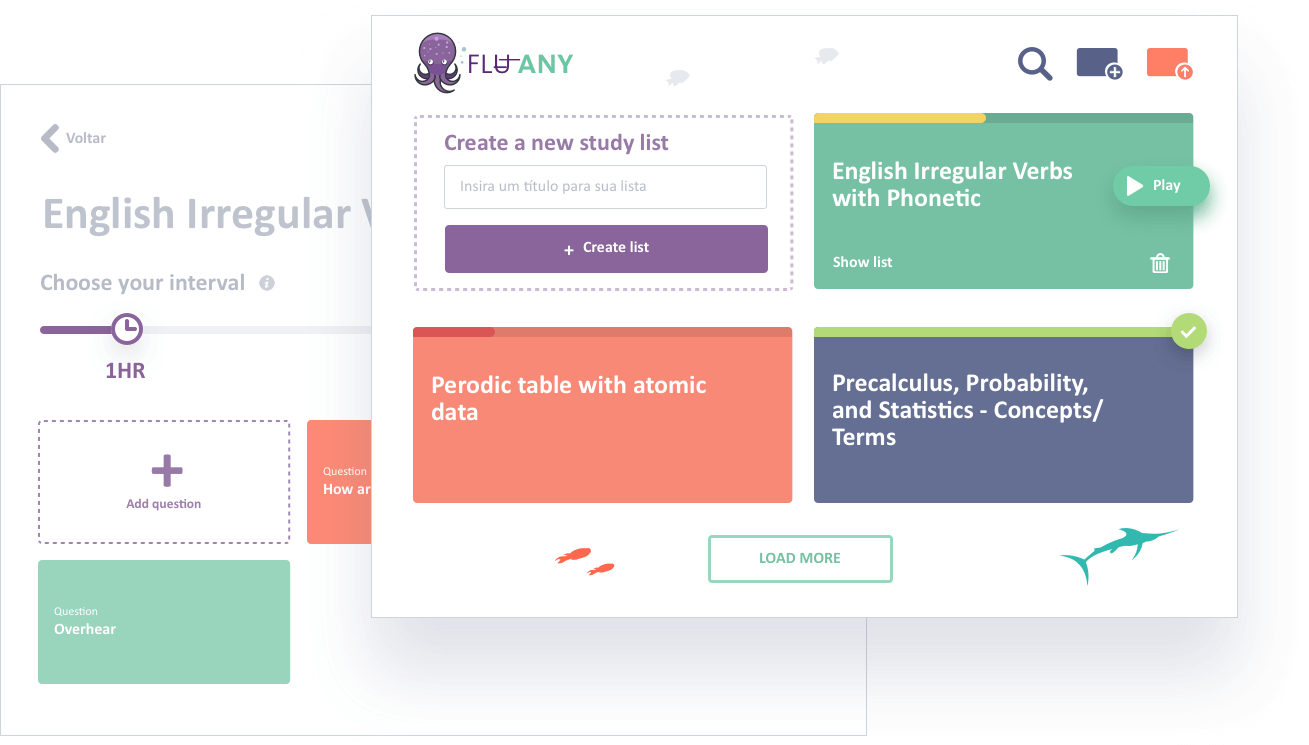 FLUANY
Create a new study list
Insira um título para sua lista
+ Create list
English Irregular Verbs
with Phonetic
Play
Show list
Perodic table with atomic
data
Precalculus, Probability,
and Statistics - Concepts/
Terms
LOAD MORE
Voltar
English Irregular
Choose your interval
1HR
Add question
Question
How ar
Question
Overhear